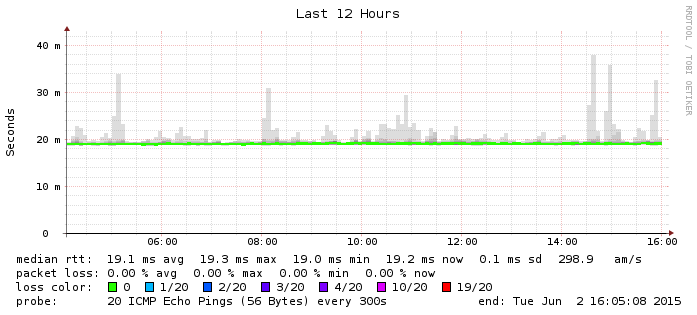 Last 12 Hours
RRDTOOL / TOBI OETIKER
Seconds
40 m
30 m
20 m
10 m
0
06:00 08:00 10:00 12:00 14:00 16:00
median rtt: 19.1 ms avg 19.3 ms max 19.0 ms min 19.2 ms now 0.1 ms sd 298.9 am/s
packet loss: 0.00 % avg 0.00 % max 0.00 % min 0.00 % now
loss color: 0 1/20 2/20 3/20 4/20 10/20 19/20
probe: 20 ICMP Echo Pings (56 Bytes) every 300s end: Tue Jun 2 16:05:08 2015